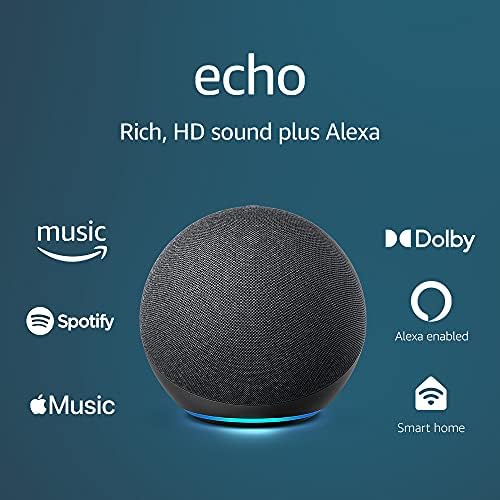 echo
Rich, HD sound plus Alexa
music
Spotify
Music
Dolby
Alexa enabled
Smart home